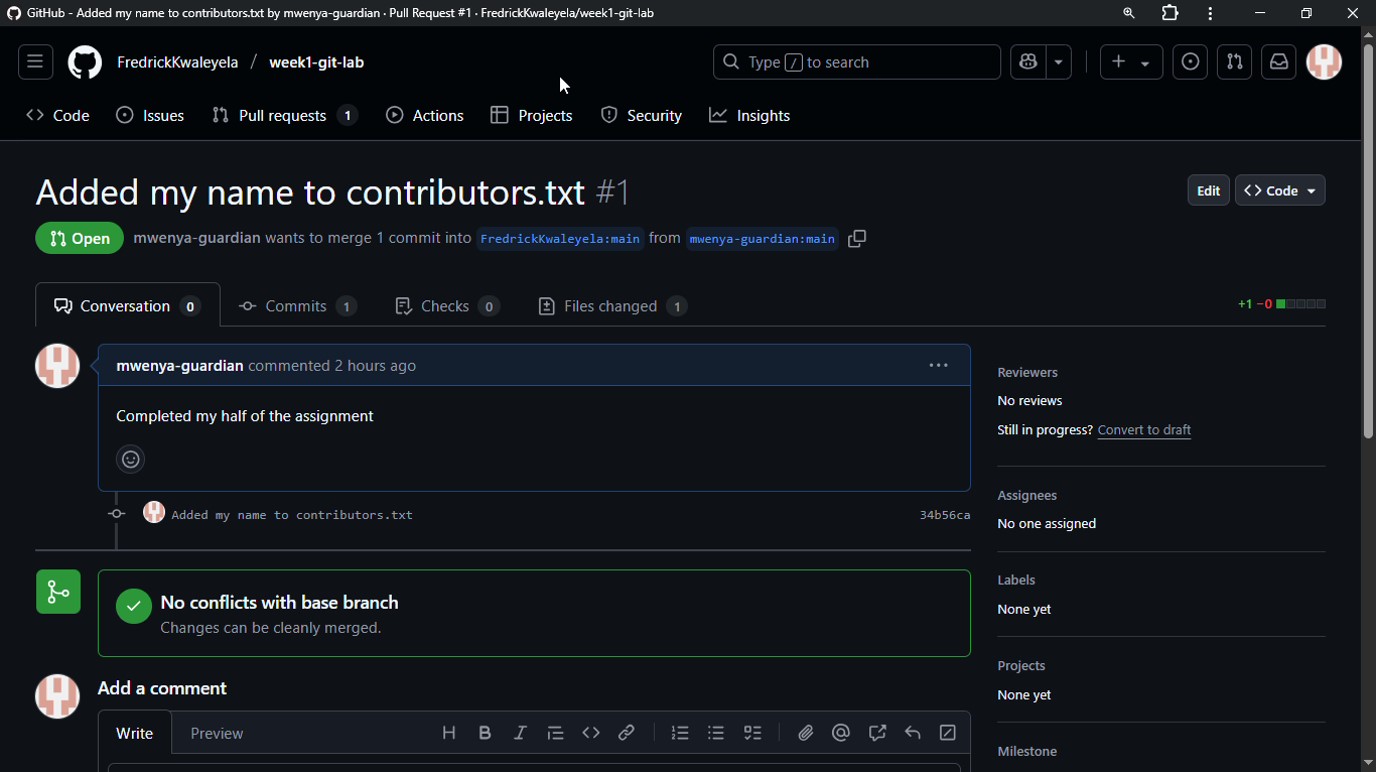 GitHub - Added my name to contributors.txt by mwenya-guardian · Pull Request #1 · FredrickKwaleyela/week1-git-lab
FredrickKwaleyela / week1-git-lab
Type / to search
Code Issues Pull requests 1 Actions Projects Security Insights
Added my name to contributors.txt #1
Edit Code
Open mwenya-guardian wants to merge 1 commit into FredrickKwaleyela:main from mwenya-guardian:main
Conversation 0 Commits 1 Checks 0 Files changed 1
+1 −0
mwenya-guardian commented 2 hours ago
Completed my half of the assignment
Added my name to contributors.txt 34b56ca
No conflicts with base branch
Changes can be cleanly merged.
Add a comment
Write Preview
Reviewers
No reviews
Still in progress? Convert to draft
Assignees
No one assigned
Labels
None yet
Projects
None yet
Milestone